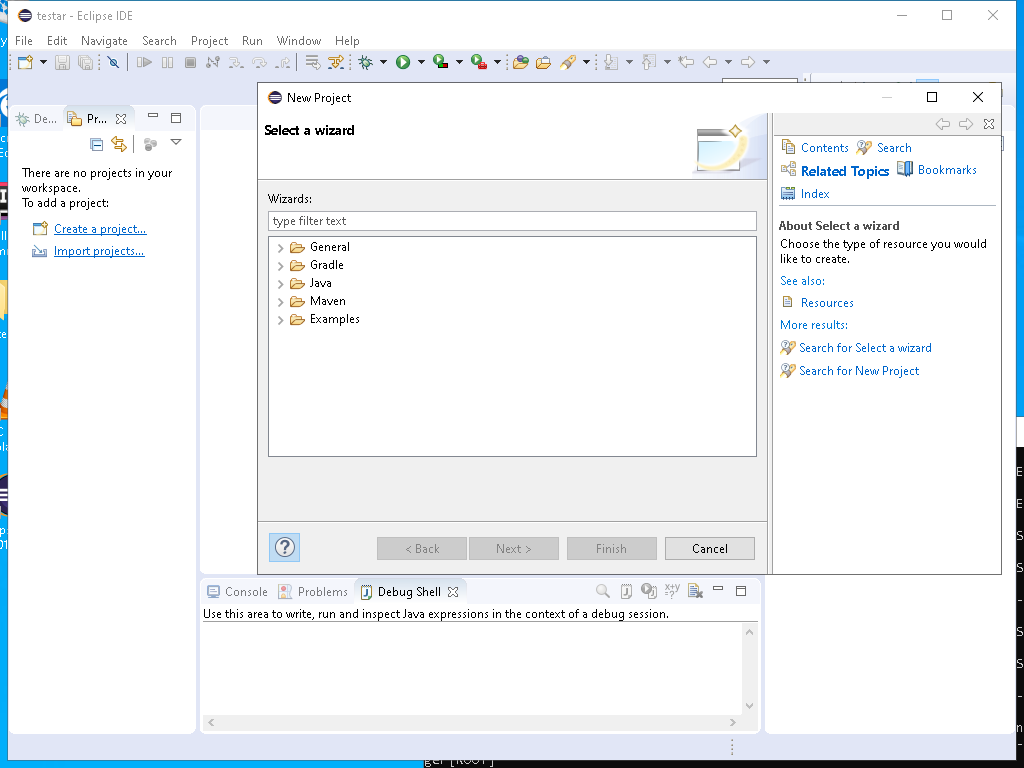 testar - Eclipse IDE
File Edit Navigate Search Project Run Window Help
De...
Pr...
There are no projects in your
workspace.
To add a project:
Create a project...
Import projects...
New Project
Select a wizard
Wizards:
type filter text
General
Gradle
Java
Maven
Examples
< Back
Next >
Finish
Cancel
Contents
Search
Related Topics
Bookmarks
Index
About Select a wizard
Choose the type of resource you would
like to create.
See also:
Resources
More results:
Search for Select a wizard
Search for New Project
Console
Problems
Debug Shell
Use this area to write, run and inspect Java expressions in the context of a debug session.